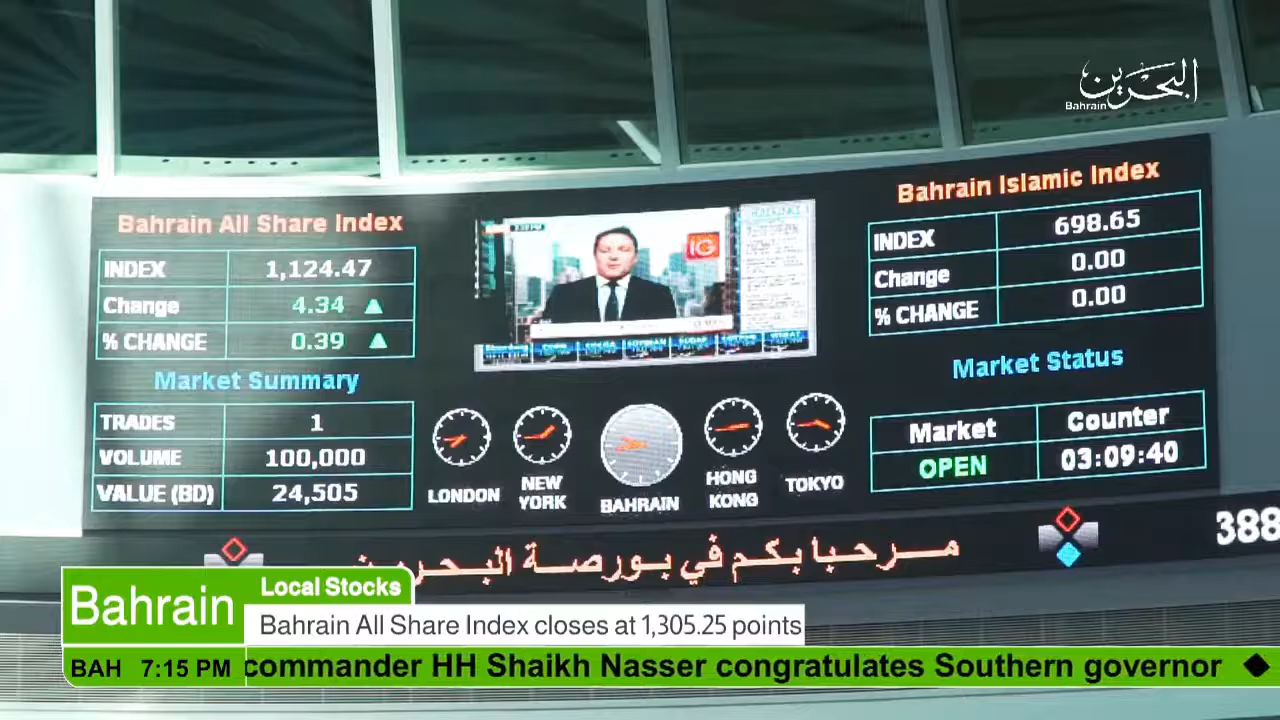 البحرين
Bahrain
Bahrain All Share Index
INDEX 1,124.47
Change 4.34 ▲
% CHANGE 0.39 ▲
Market Summary
TRADES 1
VOLUME 100,000
VALUE (BD) 24,505
IG
LONDON
NEW YORK
BAHRAIN
HONG KONG
TOKYO
Bahrain Islamic Index
INDEX 698.65
Change 0.00
% CHANGE 0.00
Market Status
Market Counter
OPEN 03:09:40
مـرحبا بكم في بـورصـة البـحرين
388
Bahrain
Local Stocks
Bahrain All Share Index closes at 1,305.25 points
BAH 7:15 PM
commander HH Shaikh Nasser congratulates Southern governor ◆